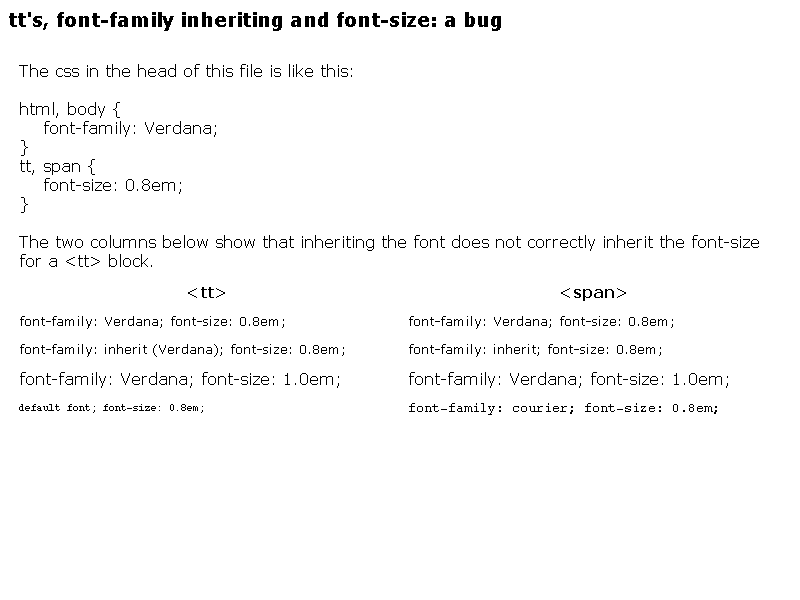 tt's, font-family inheriting and font-size: a bug
The css in the head of this file is like this:
html, body {
font-family: Verdana;
}
tt, span {
font-size: 0.8em;
}
The two columns below show that inheriting the font does not correctly inherit the font-size
for a <tt> block.
<tt> <span>
font-family: Verdana; font-size: 0.8em; font-family: Verdana; font-size: 0.8em;
font-family: inherit (Verdana); font-size: 0.8em; font-family: inherit; font-size: 0.8em;
font-family: Verdana; font-size: 1.0em; font-family: Verdana; font-size: 1.0em;
default font; font-size: 0.8em; font-family: courier; font-size: 0.8em;